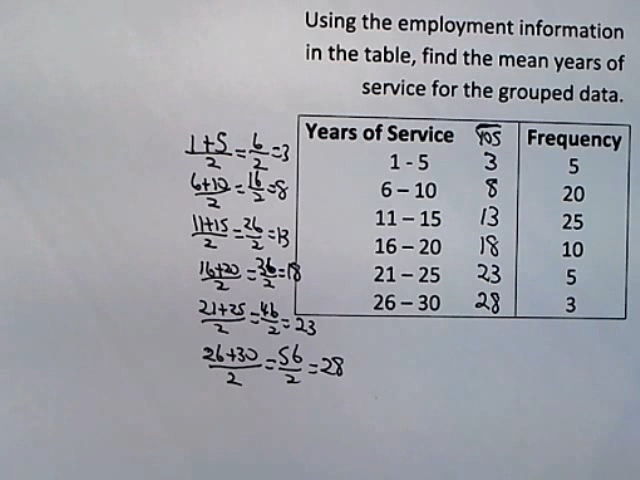 Using the employment information
in the table, find the mean years of
service for the grouped data.
Years of Service YOS Frequency
1 - 5 3 5
6 – 10 8 20
11 – 15 13 25
16 – 20 18 10
21 – 25 23 5
26 – 30 28 3
1+5/2 = 6/2 = 3
6+10/2 = 16/2 = 8
11+15/2 = 26/2 = 13
16+20/2 = 36/2 = 18
21+25/2 = 46/2 = 23
26+30/2 = 56/2 = 28